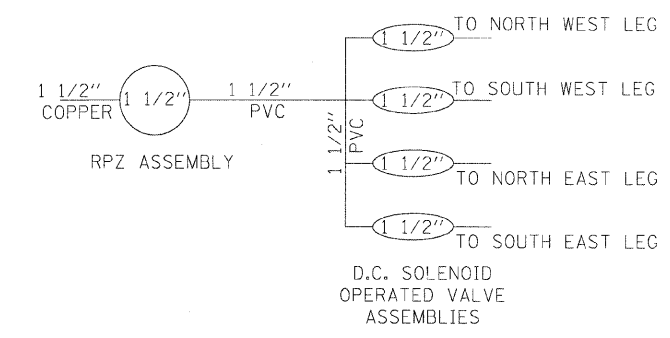 TO NORTH WEST LEG
1 1/2"
1 1/2"
COPPER
1 1/2"
1 1/2"
PVC
1 1/2"
TO SOUTH WEST LEG
1 1/2"
PVC
RPZ ASSEMBLY
1 1/2"
TO NORTH EAST LEG
1 1/2"
TO SOUTH EAST LEG
D.C. SOLENOID
OPERATED VALVE
ASSEMBLIES